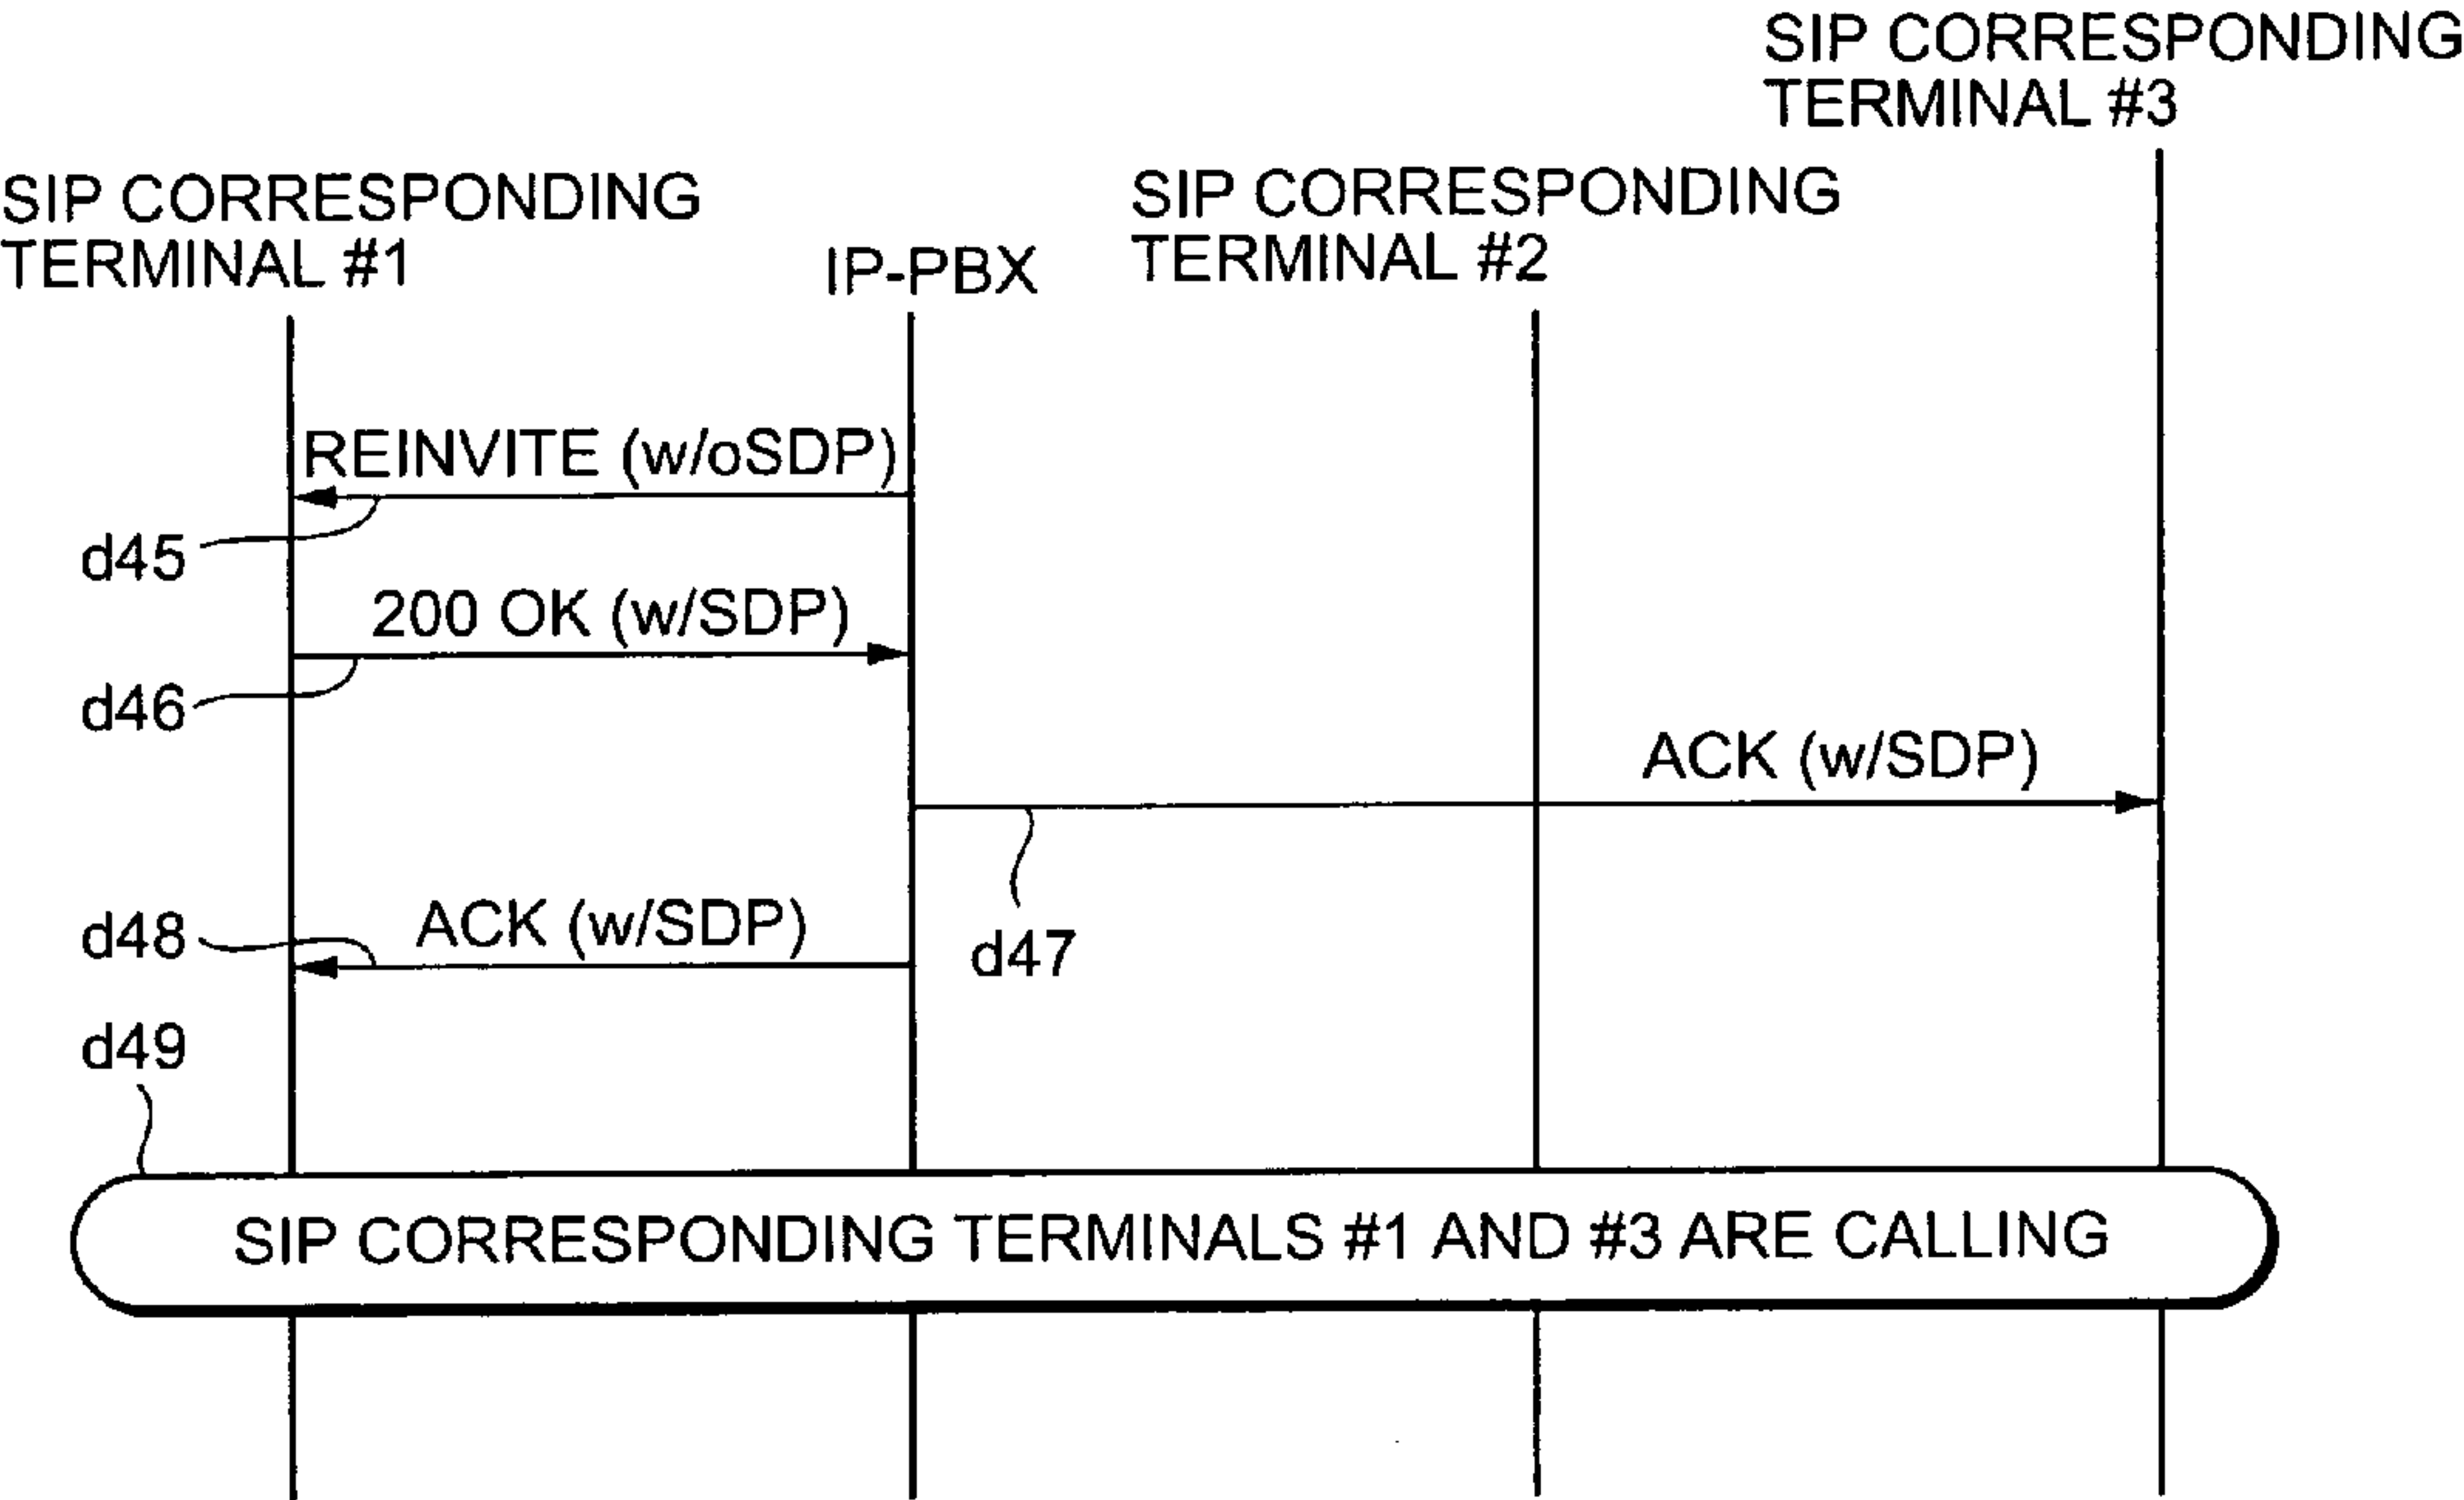 SIP CORRESPONDING
TERMINAL #3
SIP CORRESPONDING
TERMINAL #1
IP-PBX
SIP CORRESPONDING
TERMINAL #2
REINVITE (w/oSDP)
d45
200 OK (w/SDP)
d46
ACK (w/SDP)
d47
d48
ACK (w/SDP)
d49
SIP CORRESPONDING TERMINALS #1 AND #3 ARE CALLING